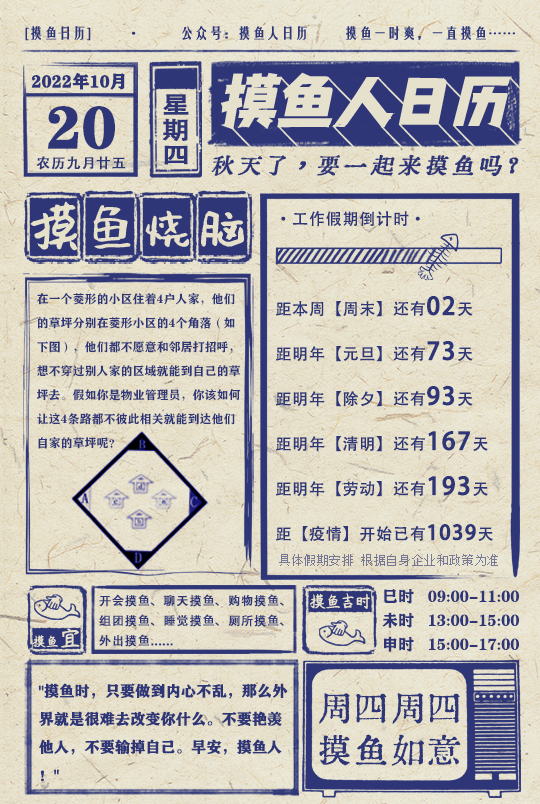 [摸鱼日历] · 公众号：摸鱼人日历 摸鱼一时爽，一直摸鱼……
2022年10月
20
农历九月廿五
星期四
摸鱼人日历
秋天了，要一起来摸鱼吗？
摸鱼烧脑
在一个菱形的小区住着4户人家，他们
的草坪分别在菱形小区的4个角落（如
下图），他们都不愿意和邻居打招呼，
想不穿过别人家的区域就能到自己的草
坪去。假如你是物业管理员，你该如何
让这4条路都不彼此相关就能到达他们
自家的草坪呢？
B
A
C
D
·工作假期倒计时·
距本周【周末】还有02天
距明年【元旦】还有73天
距明年【除夕】还有93天
距明年【清明】还有167天
距明年【劳动】还有193天
距【疫情】开始已有1039天
具体假期安排 根据自身企业和政策为准
摸鱼宜
开会摸鱼、聊天摸鱼、购物摸鱼、
组团摸鱼、睡觉摸鱼、厕所摸鱼、
外出摸鱼……
摸鱼吉时
巳时 09:00-11:00
未时 13:00-15:00
申时 15:00-17:00
"摸鱼时，只要做到内心不乱，那么外
界就是很难去改变你什么。不要艳羡
他人，不要输掉自己。早安，摸鱼人
！"
周四周四
摸鱼如意